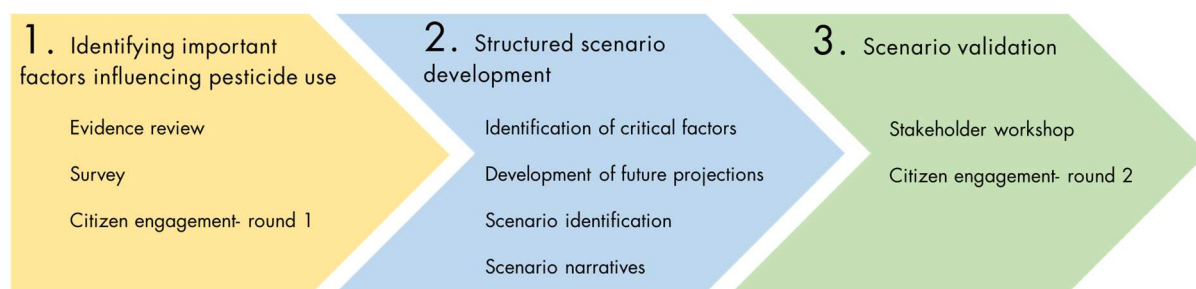 1. Identifying important
factors influencing pesticide use
Evidence review
Survey
Citizen engagement- round 1
2. Structured scenario
development
Identification of critical factors
Development of future projections
Scenario identification
Scenario narratives
3. Scenario validation
Stakeholder workshop
Citizen engagement- round 2